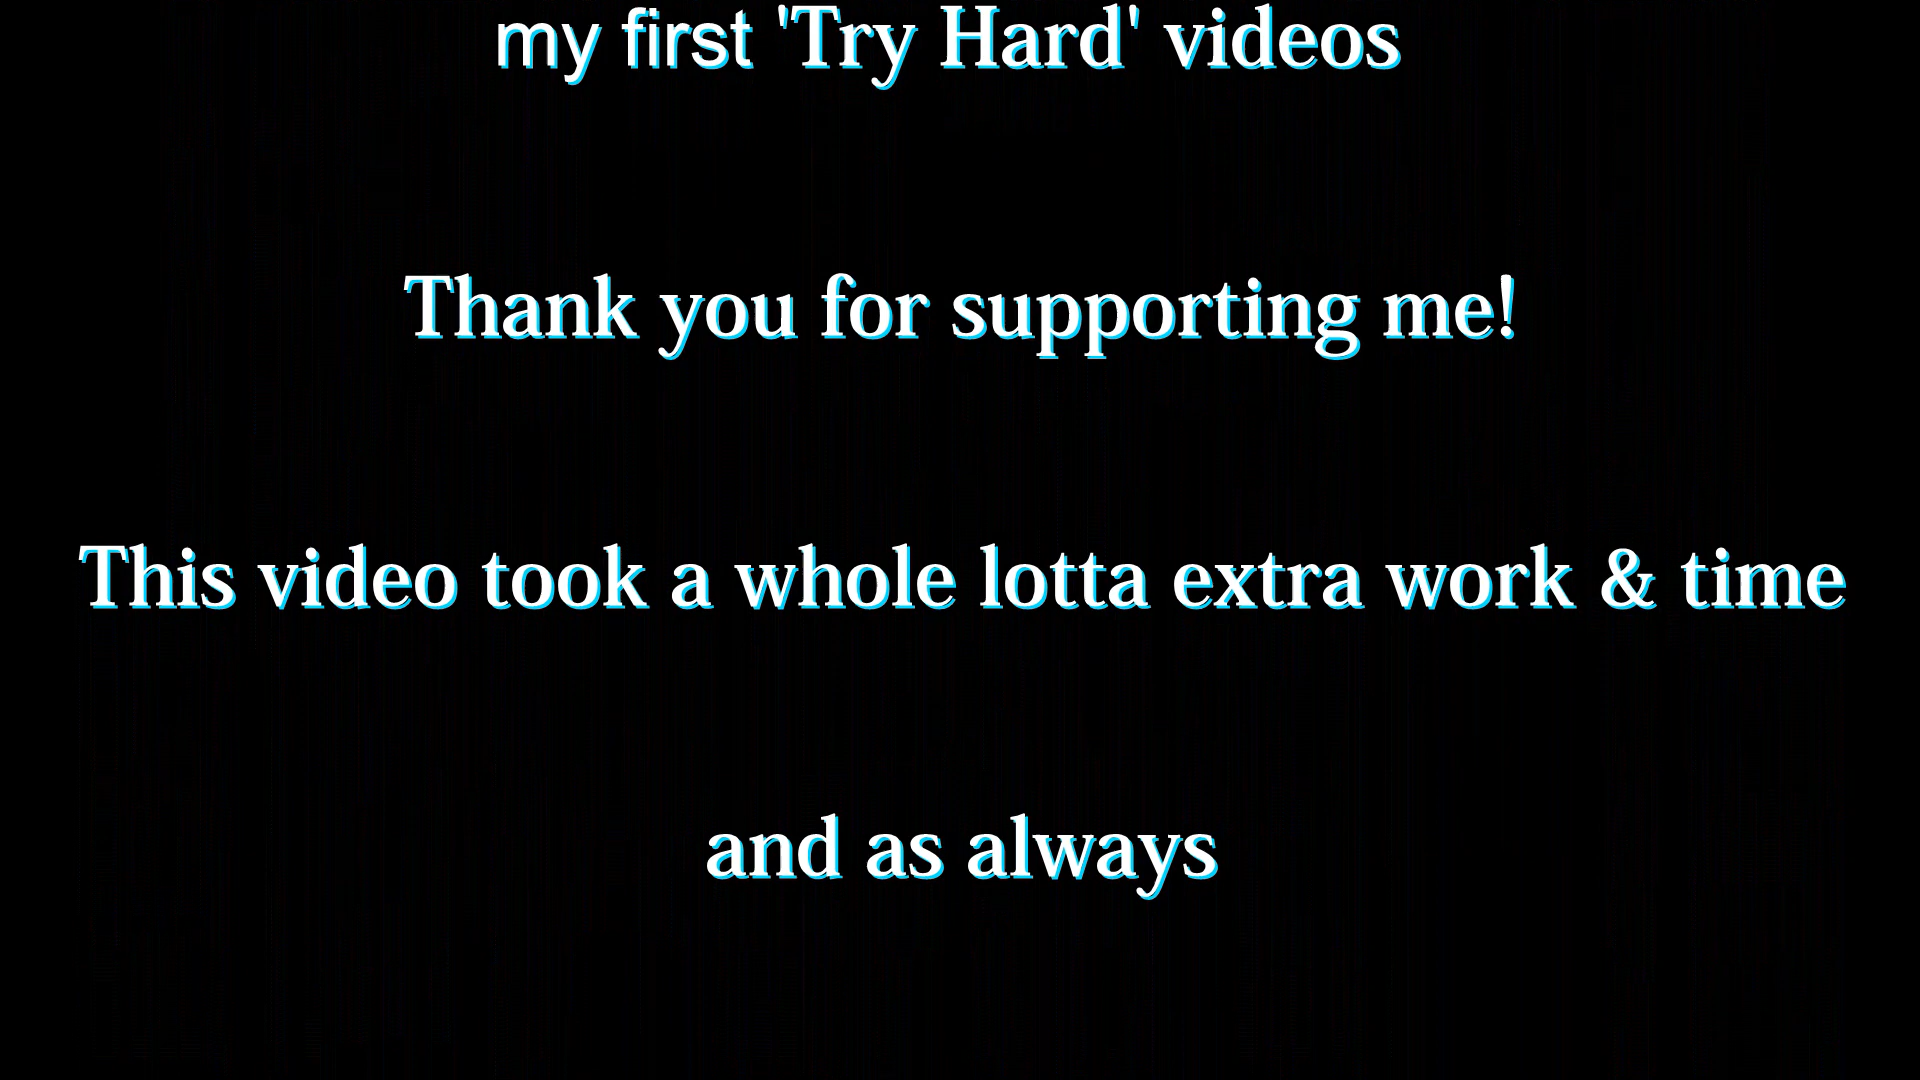 my first 'Try Hard' videos
Thank you for supporting me!
This video took a whole lotta extra work & time
and as always